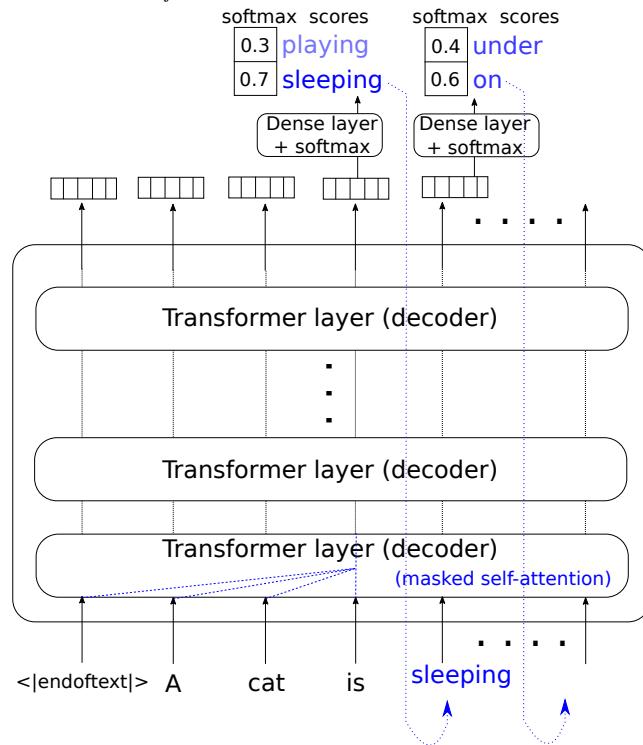 softmax scores
softmax scores
0.3 playing
0.4 under
0.7 sleeping
0.6 on
Dense layer
+ softmax
Dense layer
+ softmax
. . . .
Transformer layer (decoder)
Transformer layer (decoder)
Transformer layer (decoder)
(masked self-attention)
. . . .
<|endoftext|> A cat is sleeping